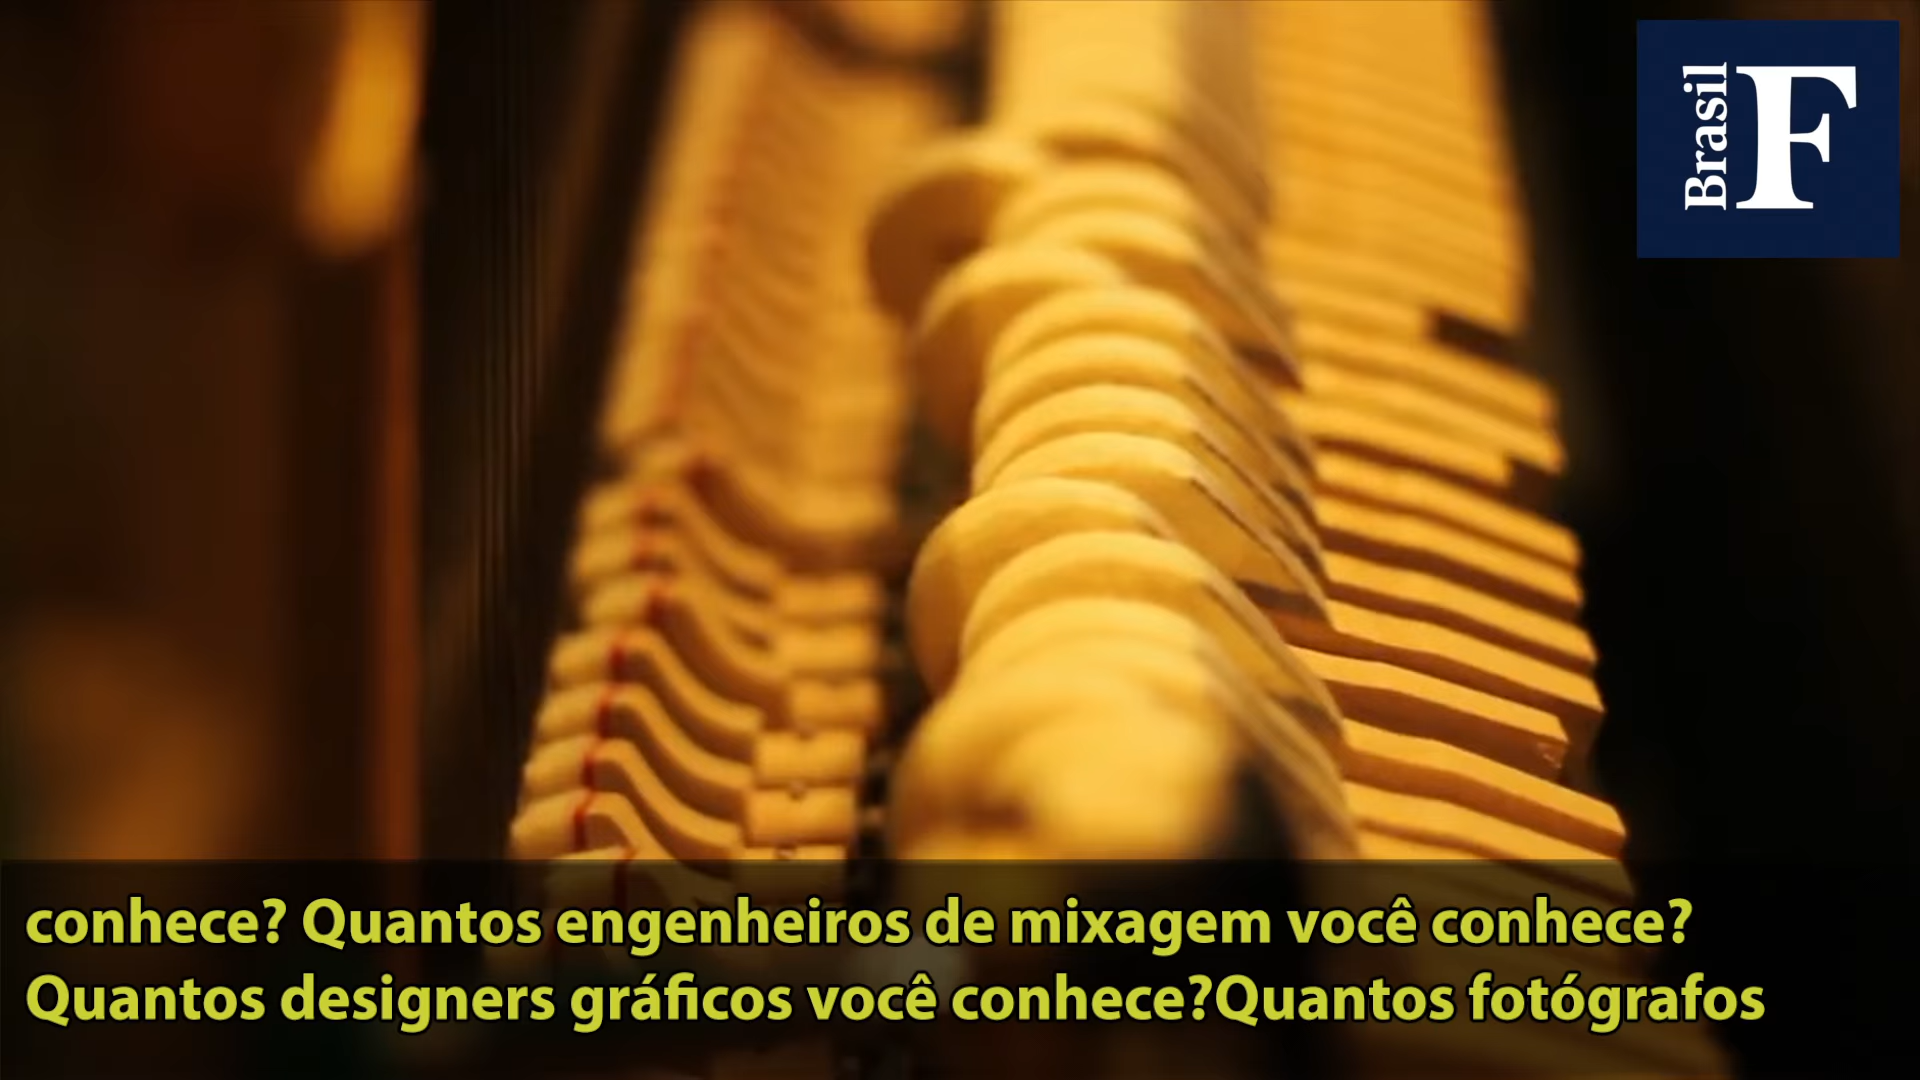 Brasil
F
conhece? Quantos engenheiros de mixagem você conhece?
Quantos designers gráficos você conhece?Quantos fotógrafos